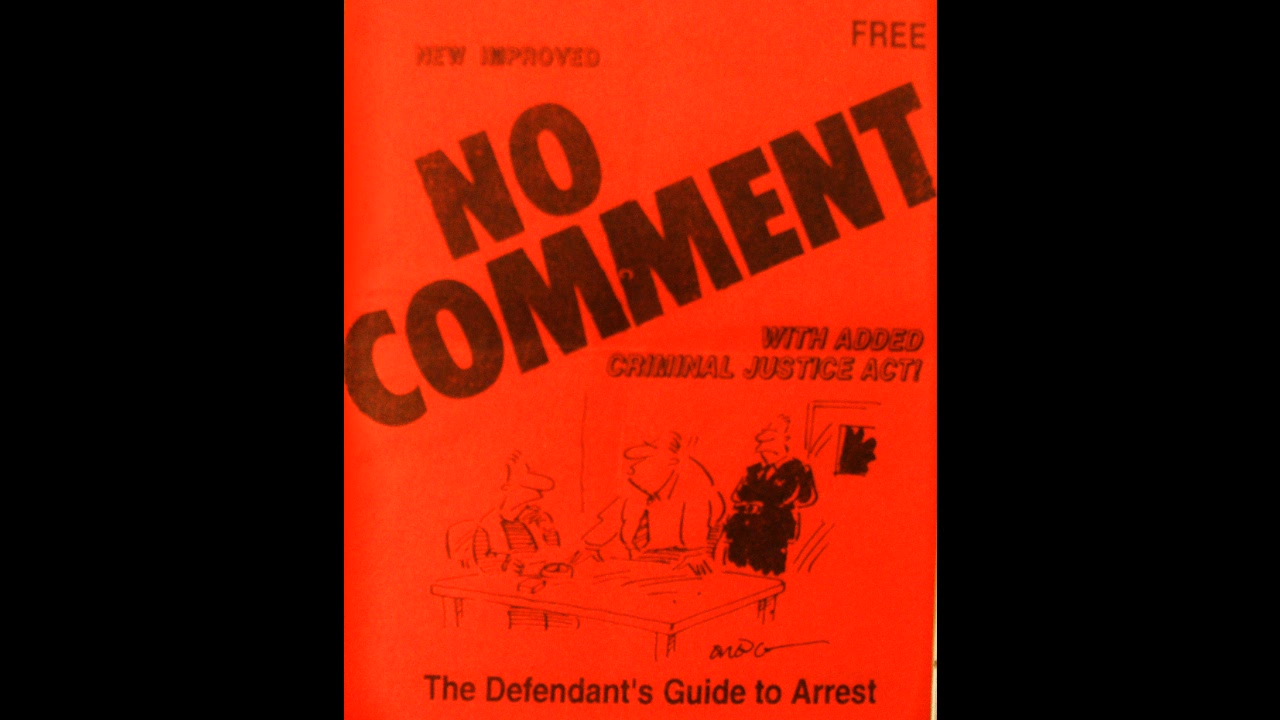 FREE
NEW IMPROVED
NO
COMMENT
WITH ADDED
CRIMINAL JUSTICE ACT!
The Defendant's Guide to Arrest